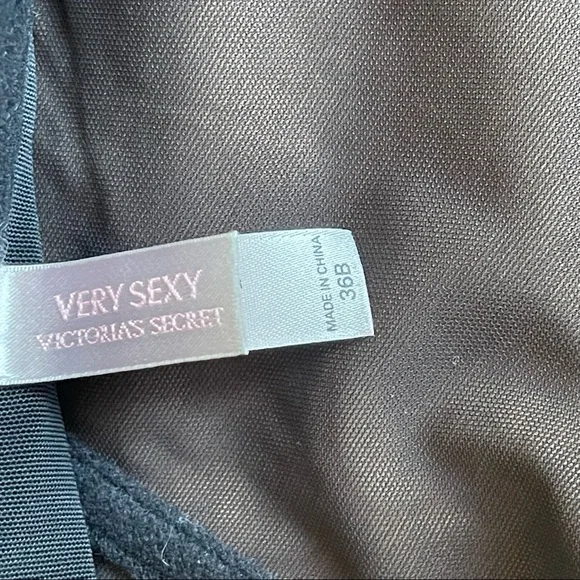 VERY SEXY
VICTORIA'S SECRET
MADE IN CHINA
36B